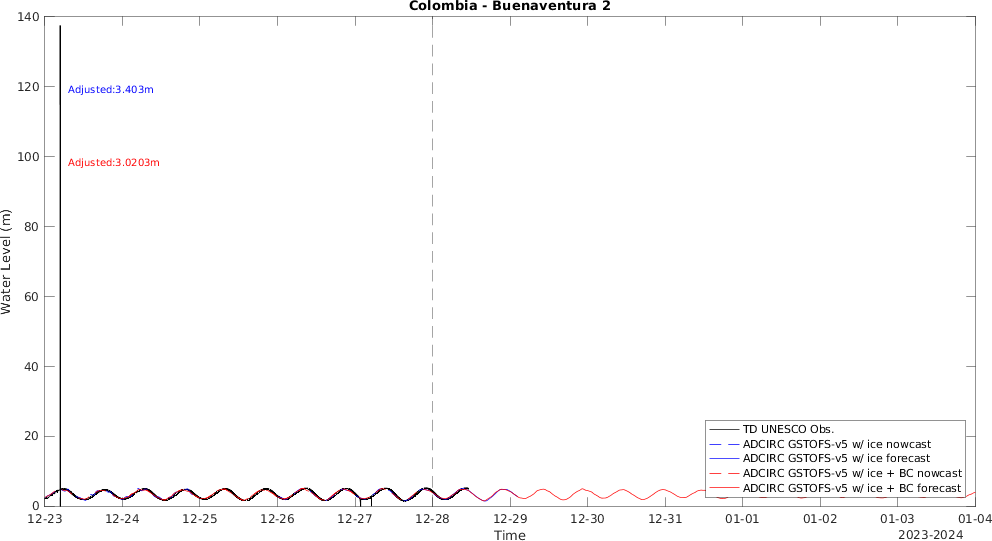 Colombia - Buenaventura 2
140
120
100
80
60
40
20
0
Water Level (m)
Adjusted:3.403m
Adjusted:3.0203m
TD UNESCO Obs.
ADCIRC GSTOFS-v5 w/ ice nowcast
ADCIRC GSTOFS-v5 w/ ice forecast
ADCIRC GSTOFS-v5 w/ ice + BC nowcast
ADCIRC GSTOFS-v5 w/ ice + BC forecast
12-23 12-24 12-25 12-26 12-27 12-28 12-29 12-30 12-31 01-01 01-02 01-03 01-04
Time
2023-2024